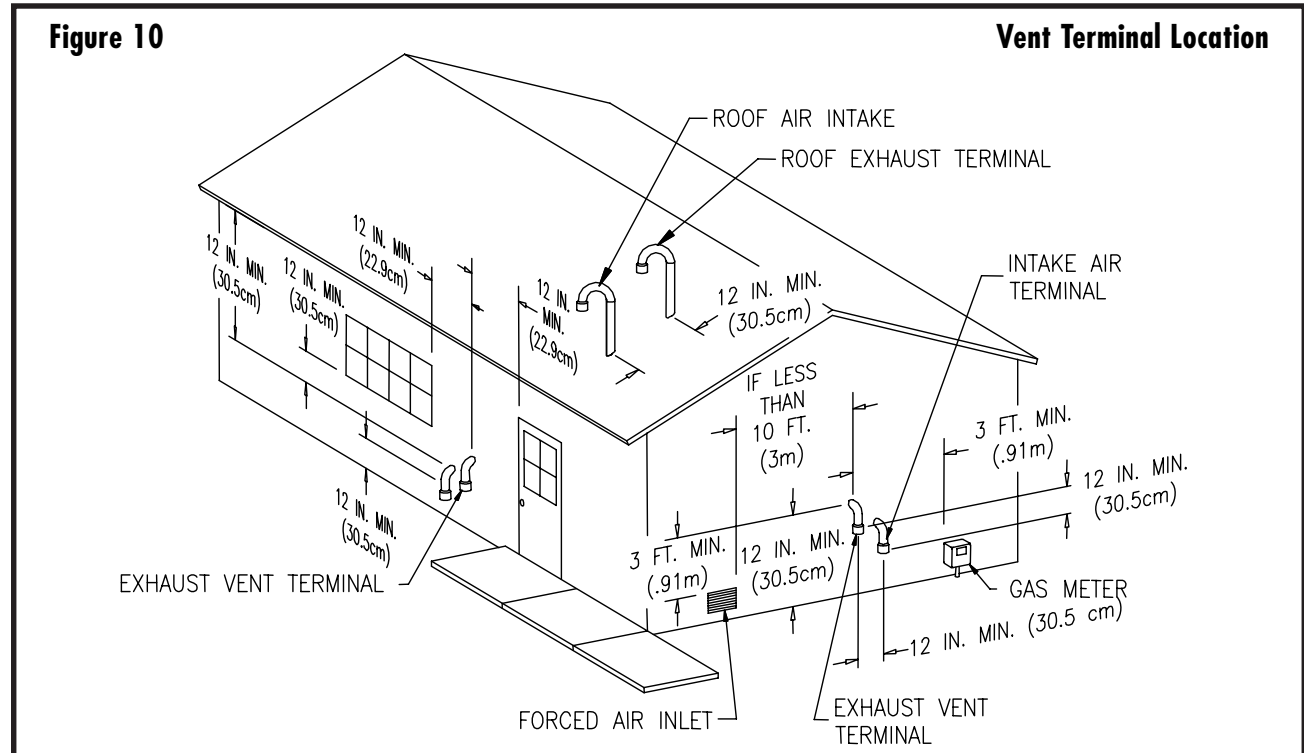 Figure 10
Vent Terminal Location
ROOF AIR INTAKE
ROOF EXHAUST TERMINAL
12 IN. MIN.
(22.9cm)
12 IN. MIN.
(30.5cm)
12 IN. MIN.
(30.5cm)
12 IN.
MIN.
(22.9cm)
12 IN. MIN.
(30.5cm)
INTAKE AIR
TERMINAL
IF LESS
THAN
10 FT.
(3m)
3 FT. MIN.
(.91m)
12 IN. MIN.
(30.5cm)
12 IN. MIN.
(30.5cm)
EXHAUST VENT TERMINAL
3 FT. MIN.
(.91m)
12 IN. MIN.
(30.5cm)
GAS METER
12 IN. MIN. (30.5 cm)
FORCED AIR INLET
EXHAUST VENT
TERMINAL